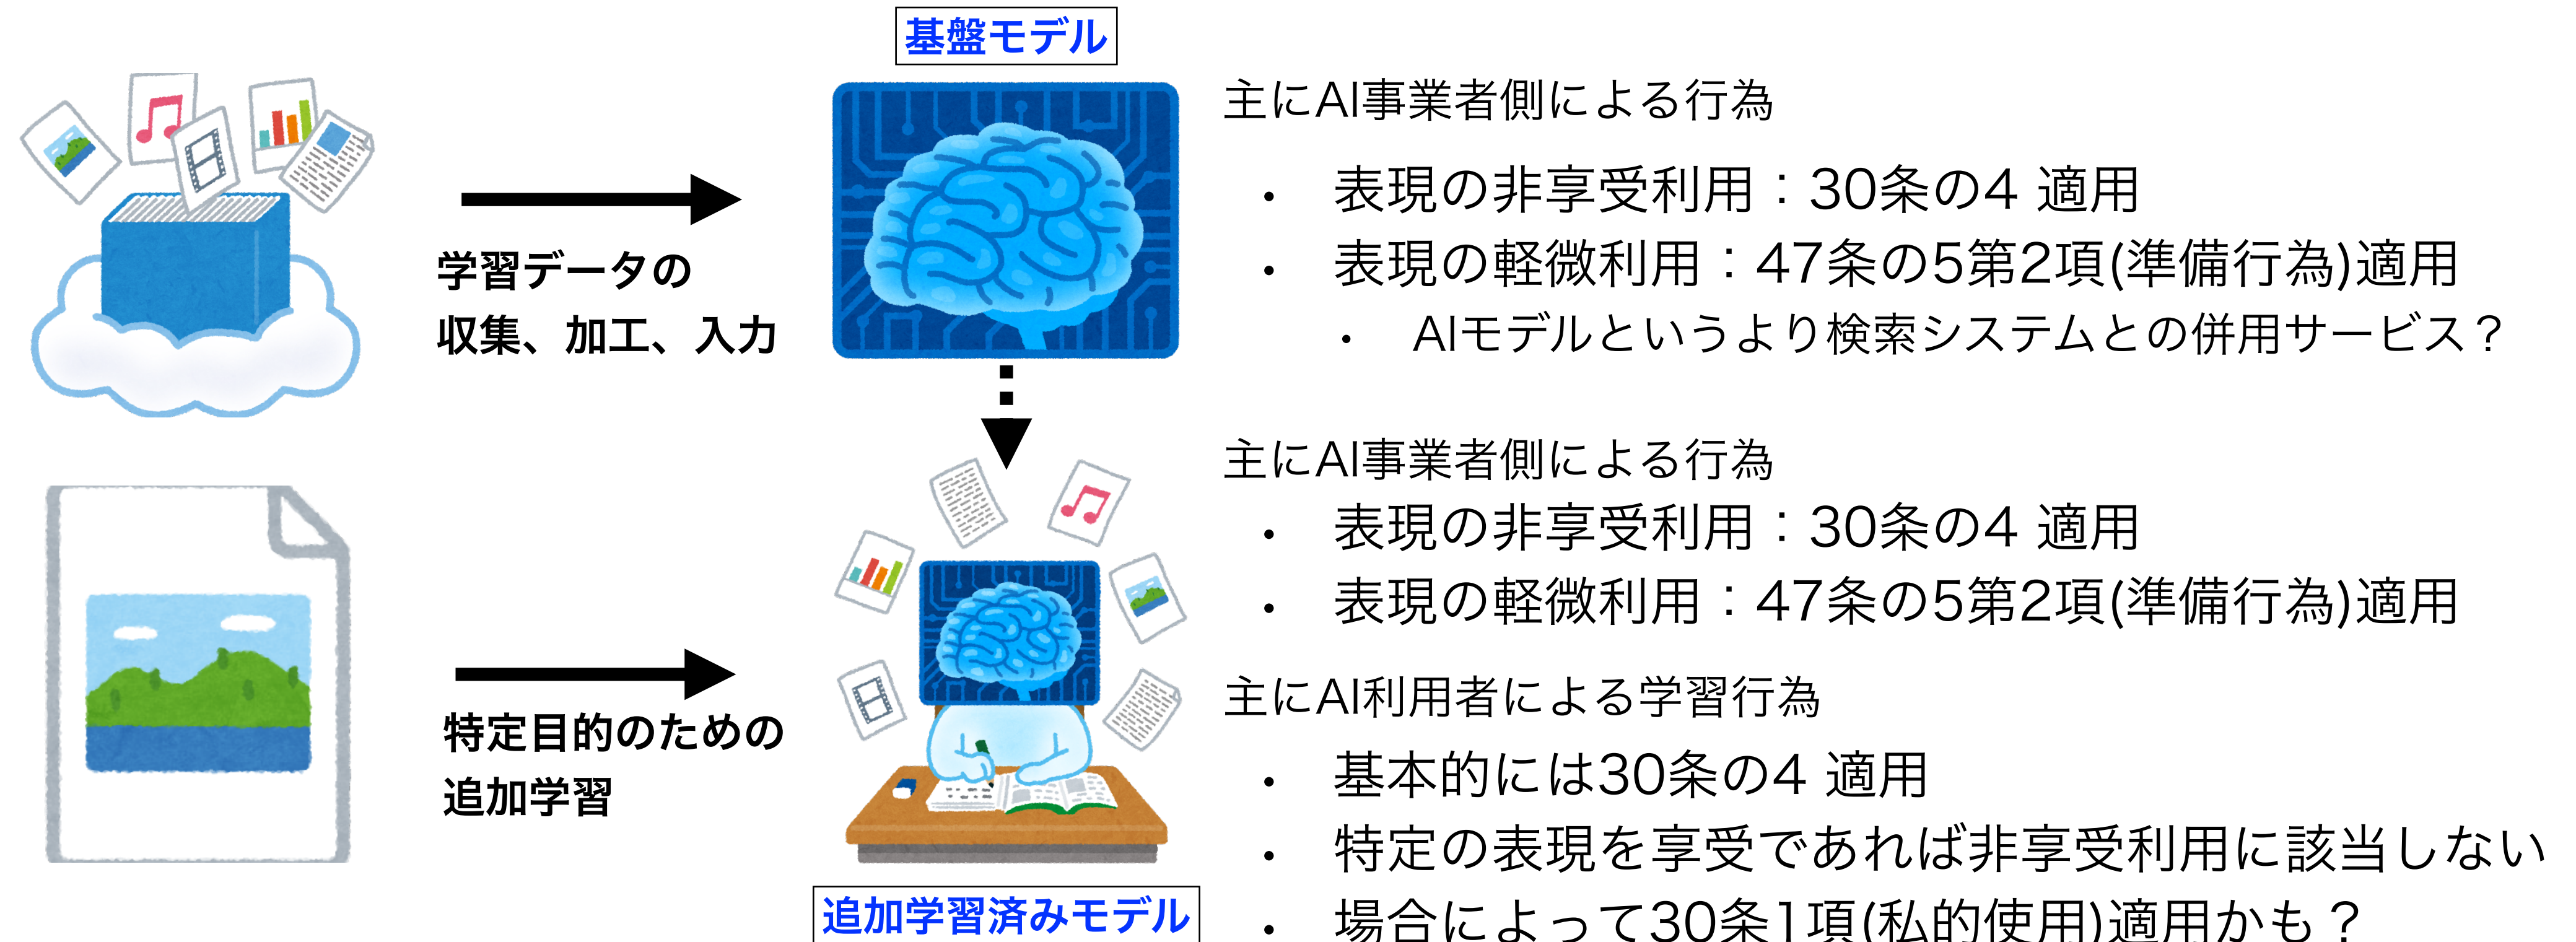 基盤モデル
主にAI事業者側による行為
• 表現の非享受利用：30条の4 適用
• 表現の軽微利用：47条の5第2項(準備行為)適用
• AIモデルというより検索システムとの併用サービス？
学習データの
収集、加工、入力
主にAI事業者側による行為
• 表現の非享受利用：30条の4 適用
• 表現の軽微利用：47条の5第2項(準備行為)適用
主にAI利用者による学習行為
• 基本的には30条の4 適用
• 特定の表現を享受であれば非享受利用に該当しない
• 場合によって30条1項(私的使用)適用かも？
特定目的のための
追加学習
追加学習済みモデル